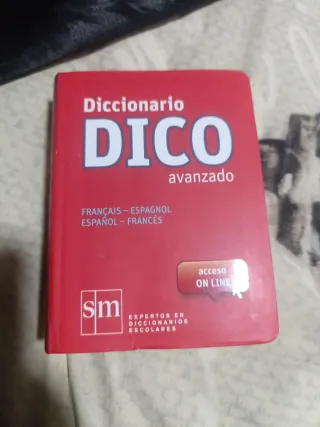 Diccionario
DICO
avanzado
FRANÇAIS – ESPAGNOL
ESPAÑOL – FRANCÉS
acceso
ON LINE
sm
EXPERTOS EN
DICCIONARIOS
ESCOLARES